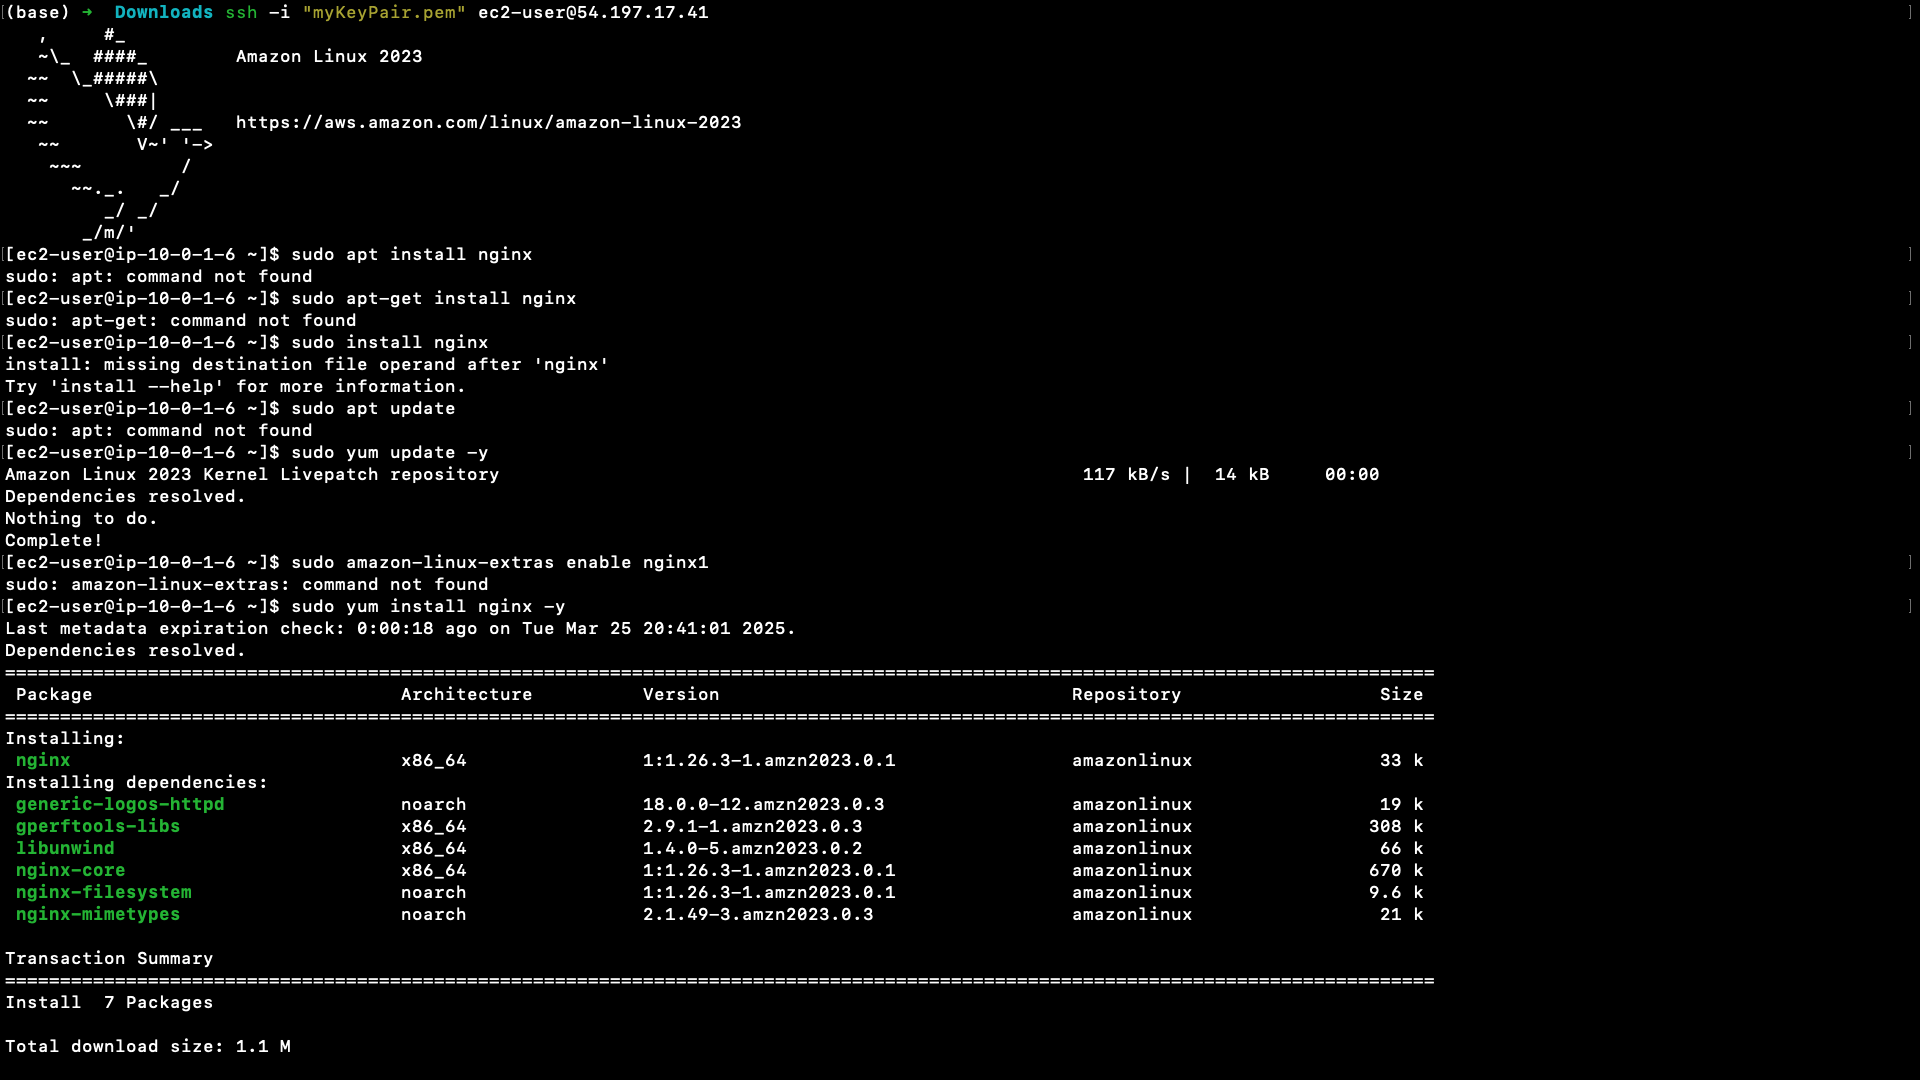 (base) ➜  Downloads ssh -i "myKeyPair.pem" ec2-user@54.197.17.41
   ,     #_
   ~\_  ####_        Amazon Linux 2023
  ~~  \_#####\
  ~~     \###|
  ~~       \#/ ___   https://aws.amazon.com/linux/amazon-linux-2023
   ~~       V~' '->
    ~~~         /
      ~~._.   _/
         _/ _/
       _/m/'
[ec2-user@ip-10-0-1-6 ~]$ sudo apt install nginx
sudo: apt: command not found
[ec2-user@ip-10-0-1-6 ~]$ sudo apt-get install nginx
sudo: apt-get: command not found
[ec2-user@ip-10-0-1-6 ~]$ sudo install nginx
install: missing destination file operand after 'nginx'
Try 'install --help' for more information.
[ec2-user@ip-10-0-1-6 ~]$ sudo apt update
sudo: apt: command not found
[ec2-user@ip-10-0-1-6 ~]$ sudo yum update -y
Amazon Linux 2023 Kernel Livepatch repository                                                     117 kB/s |  14 kB     00:00
Dependencies resolved.
Nothing to do.
Complete!
[ec2-user@ip-10-0-1-6 ~]$ sudo amazon-linux-extras enable nginx1
sudo: amazon-linux-extras: command not found
[ec2-user@ip-10-0-1-6 ~]$ sudo yum install nginx -y
Last metadata expiration check: 0:00:18 ago on Tue Mar 25 20:41:01 2025.
Dependencies resolved.
==================================================================================================================================
 Package                            Architecture          Version                                Repository                  Size
==================================================================================================================================
Installing:
 nginx                              x86_64                1:1.26.3-1.amzn2023.0.1                amazonlinux                 33 k
Installing dependencies:
 generic-logos-httpd                noarch                18.0.0-12.amzn2023.0.3                 amazonlinux                 19 k
 gperftools-libs                    x86_64                2.9.1-1.amzn2023.0.3                   amazonlinux                308 k
 libunwind                          x86_64                1.4.0-5.amzn2023.0.2                   amazonlinux                 66 k
 nginx-core                         x86_64                1:1.26.3-1.amzn2023.0.1                amazonlinux                670 k
 nginx-filesystem                   noarch                1:1.26.3-1.amzn2023.0.1                amazonlinux                9.6 k
 nginx-mimetypes                    noarch                2.1.49-3.amzn2023.0.3                  amazonlinux                 21 k

Transaction Summary
==================================================================================================================================
Install  7 Packages

Total download size: 1.1 M